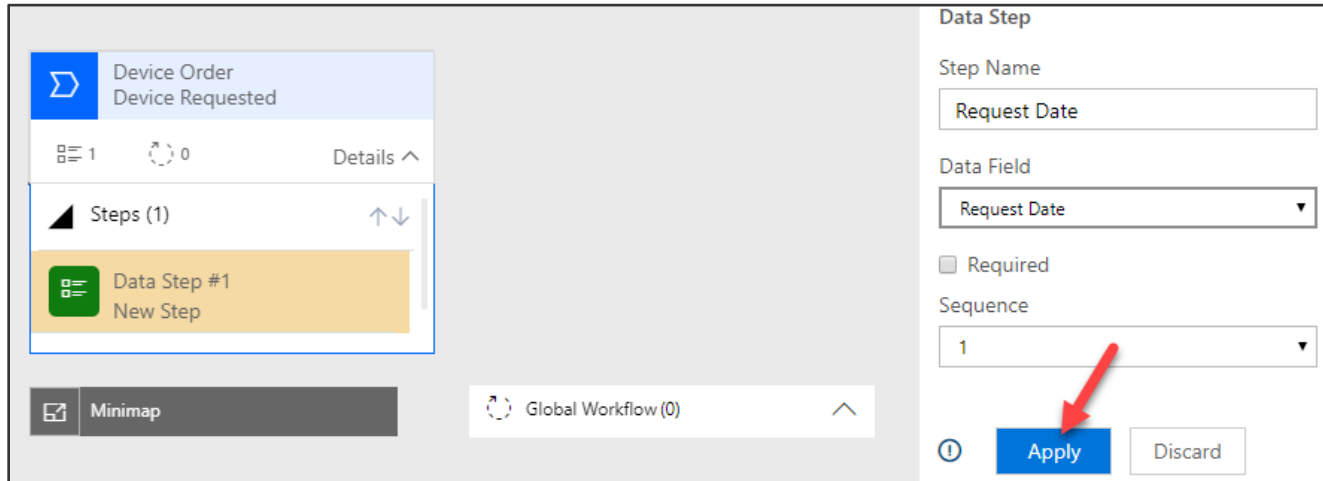 Device Order
Device Requested
1
0
Details
Steps (1)
Data Step #1
New Step
Minimap
Global Workflow (0)
Data Step
Step Name
Request Date
Data Field
Request Date
Required
Sequence
1
Apply
Discard